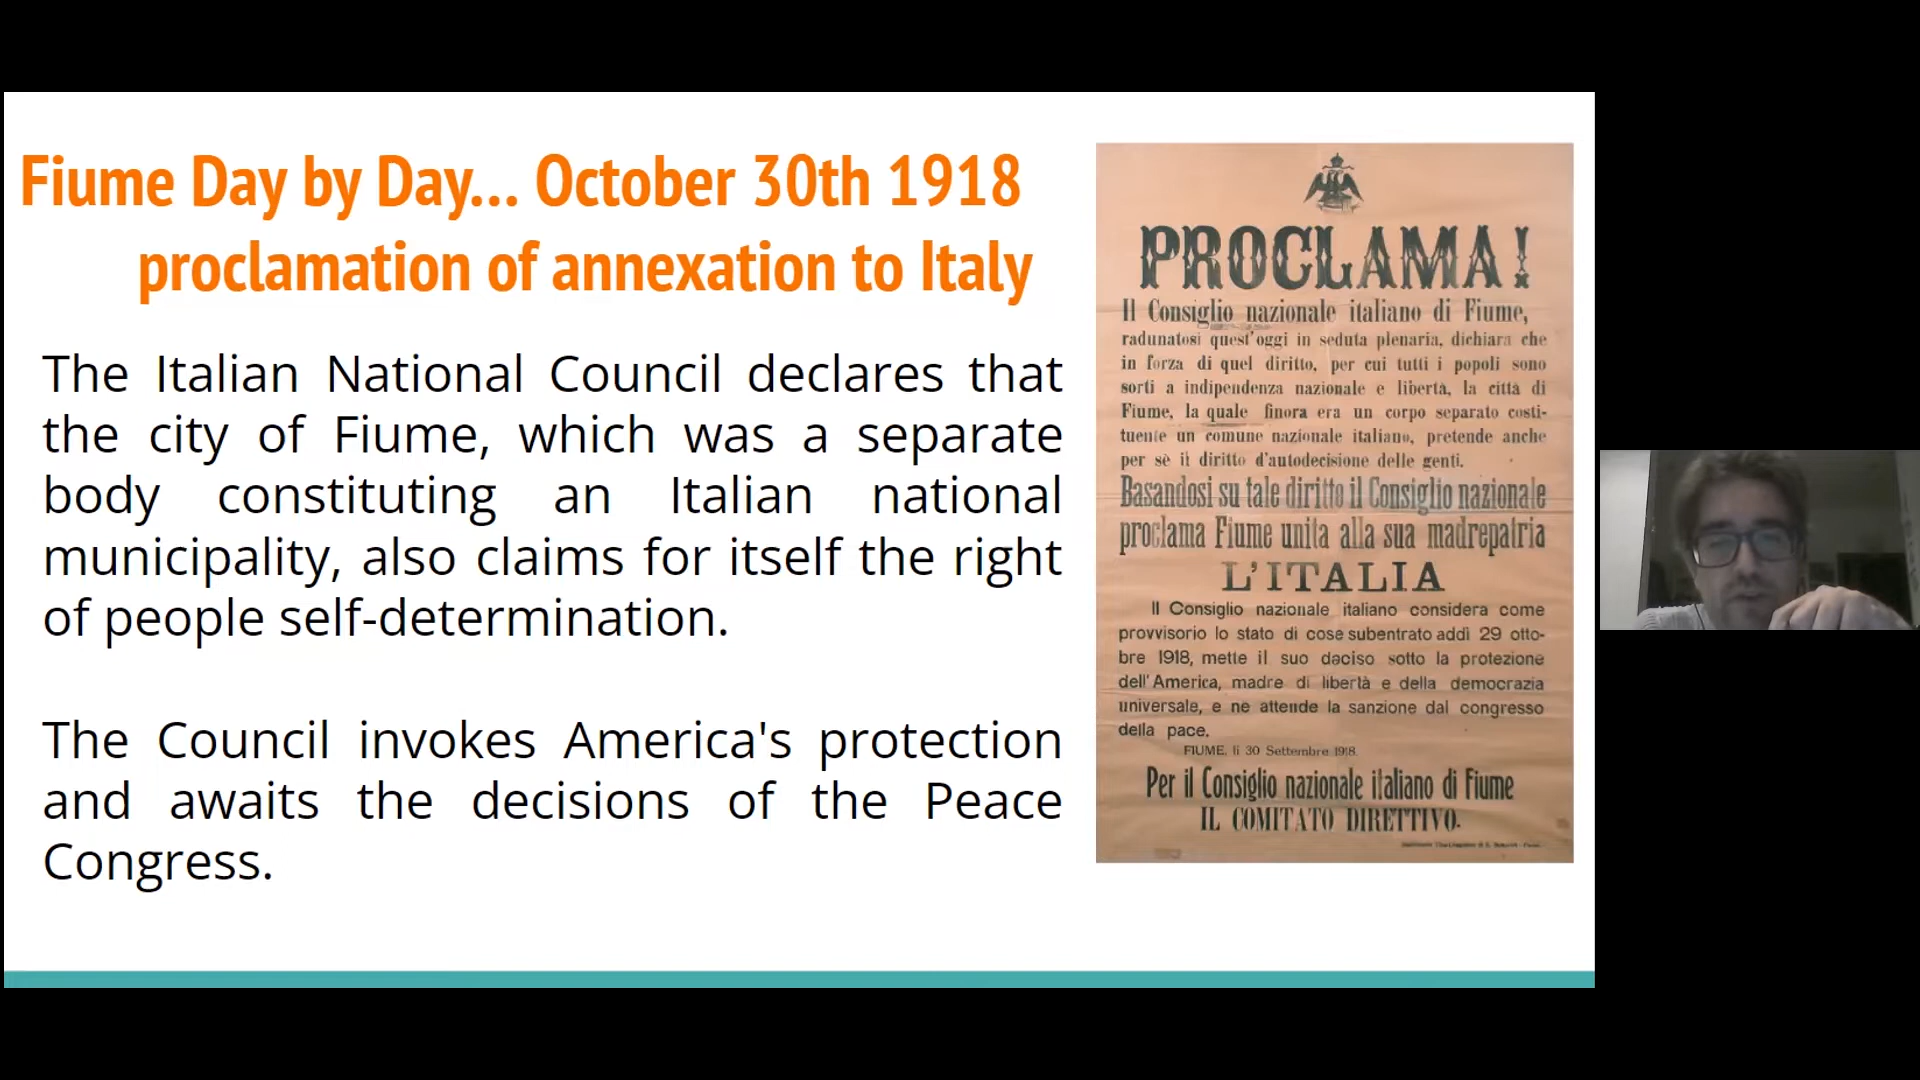 Fiume Day by Day... October 30th 1918
proclamation of annexation to Italy
The Italian National Council declares that
the city of Fiume, which was a separate
body constituting an Italian national
municipality, also claims for itself the right
of people self-determination.
The Council invokes America's protection
and awaits the decisions of the Peace
Congress.
PROCLAMA!
Il Consiglio nazionale italiano di Fiume,
radunatosi quest'oggi in seduta plenaria, dichiara che
in forza di quel diritto, per cui tutti i popoli sono
sorti a indipendenza nazionale e libertà, la città di
Fiume, la quale finora era un corpo separato costi-
tuente un comune nazionale italiano, pretende anche
per sè il diritto d'autodecisione delle genti.
Basandosi su tale diritto il Consiglio nazionale
proclama Fiume unita alla sua madrepatria
L'ITALIA
Il Consiglio nazionale italiano considera come
provvisorio lo stato di cose subentrato addì 29 otto-
bre 1918, mette il suo daciso sotto la protezione
dell'America, madre di libertà e della democrazia
universale, e ne attende la sanzione dal congresso
della pace.
FIUME, li 30 Settembre 1918.
Per il Consiglio nazionale italiano di Fiume
IL COMITATO DIRETTIVO.